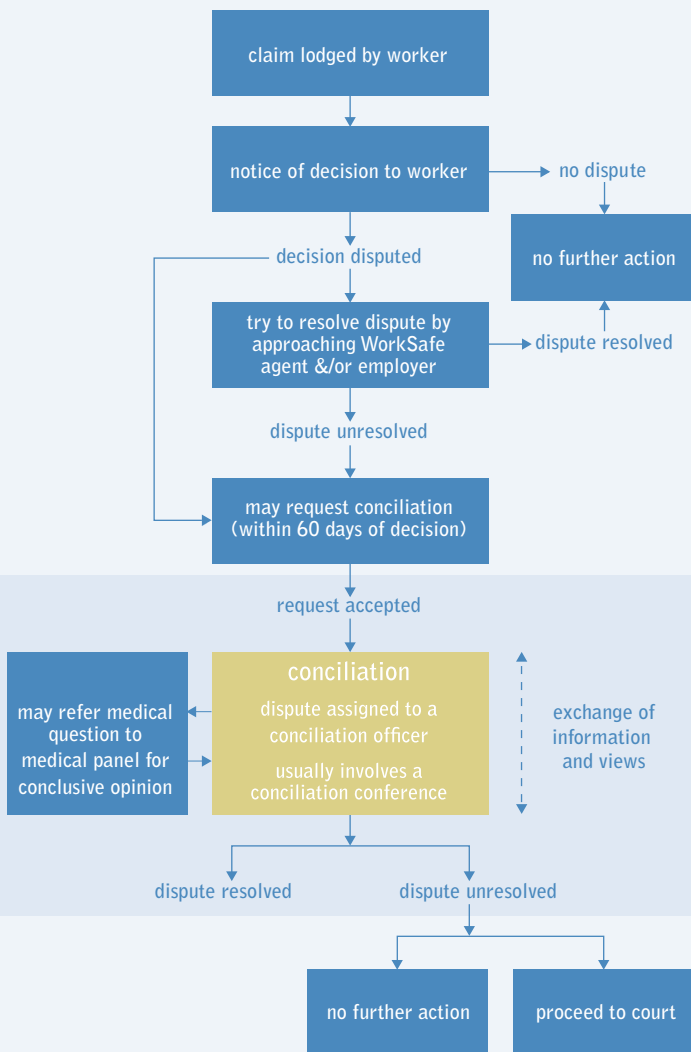 claim lodged by worker
notice of decision to worker
no dispute
no further action
decision disputed
try to resolve dispute by
approaching WorkSafe
agent &/or employer
dispute resolved
dispute unresolved
may request conciliation
(within 60 days of decision)
request accepted
may refer medical
question to
medical panel for
conclusive opinion
conciliation
dispute assigned to a
conciliation officer
usually involves a
conciliation conference
exchange of
information
and views
dispute resolved
dispute unresolved
no further action
proceed to court